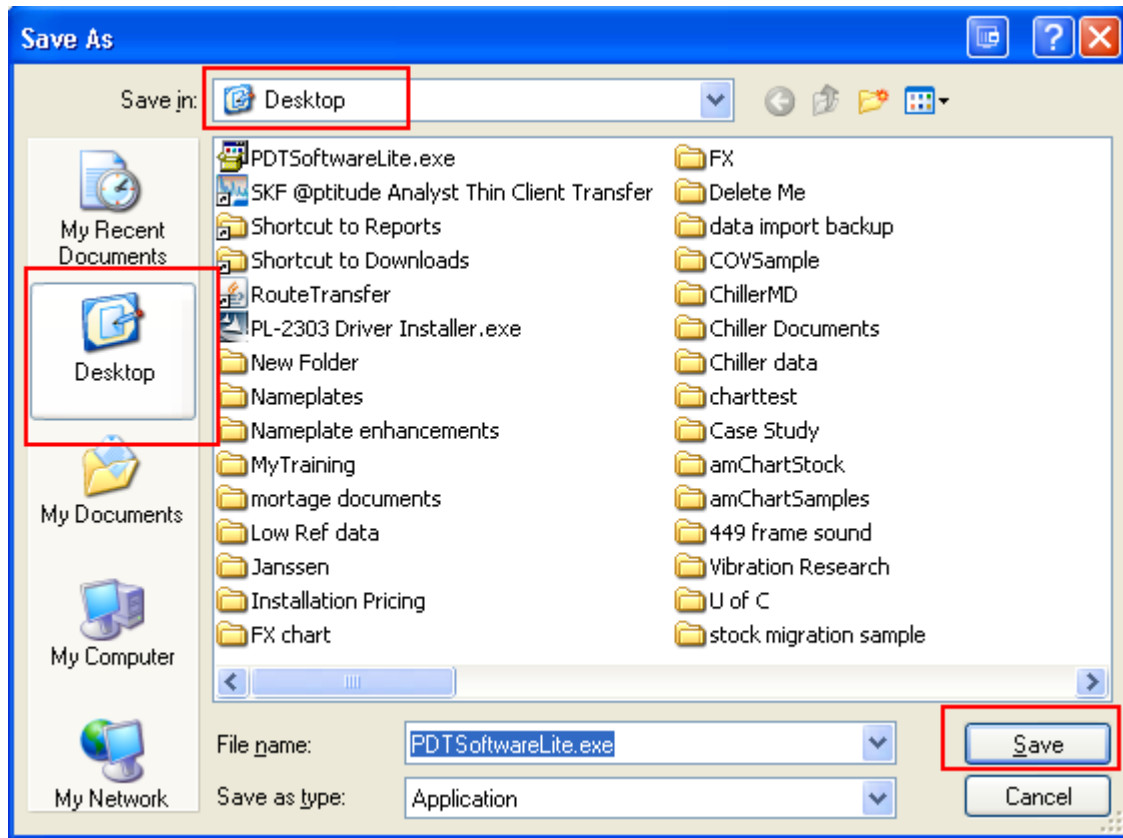 Save As
Save in: Desktop
My Recent
Documents
Desktop
My Documents
My Computer
My Network
PDTSoftwareLite.exe
SKF @ptitude Analyst Thin Client Transfer
Shortcut to Reports
Shortcut to Downloads
RouteTransfer
PL-2303 Driver Installer.exe
New Folder
Nameplates
Nameplate enhancements
MyTraining
mortage documents
Low Ref data
Janssen
Installation Pricing
FX chart
FX
Delete Me
data import backup
COVSample
ChillerMD
Chiller Documents
Chiller data
charttest
Case Study
amChartStock
amChartSamples
449 frame sound
Vibration Research
U of C
stock migration sample
File name: PDTSoftwareLite.exe Save
Save as type: Application Cancel